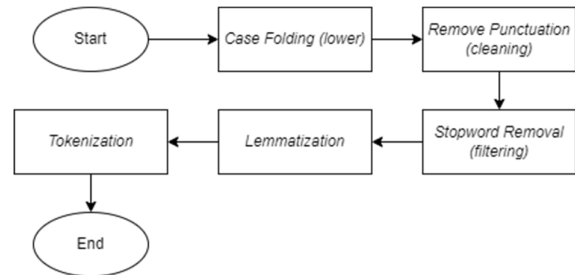 Start
Case Folding (lower)
Remove Punctuation
(cleaning)
Stopword Removal
(filtering)
Lemmatization
Tokenization
End